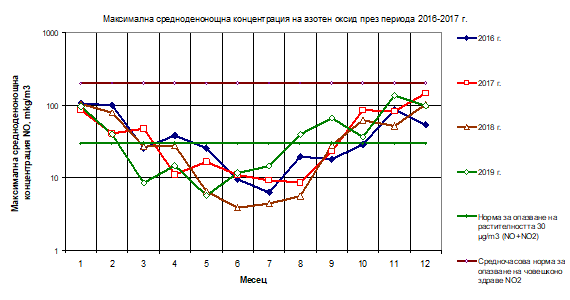 Максимална средноденонощна концентрация на азотен оксид през периода 2016-2017 г.
Максимална средноденонощна
концентрация NO, mkg/m3
1000
100
10
1
1 2 3 4 5 6 7 8 9 10 11 12
Месец
2016 г.
2017 г.
2018 г.
2019 г.
Норма за опазване на
растителността 30
µg/m3 (NO+NO2)
Средночасова норма за
опазване на човешкото
здраве NO2